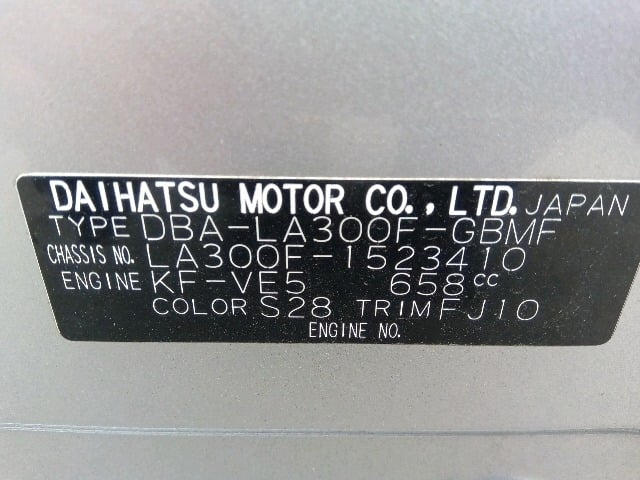 DAIHATSU MOTOR CO., LTD. JAPAN
TYPE DBA-LA300F-GBMF
CHASSIS NO. LA300F-1523410
ENGINE KF-VE5 658cc
COLOR S28 TRIM FJ10
ENGINE NO.